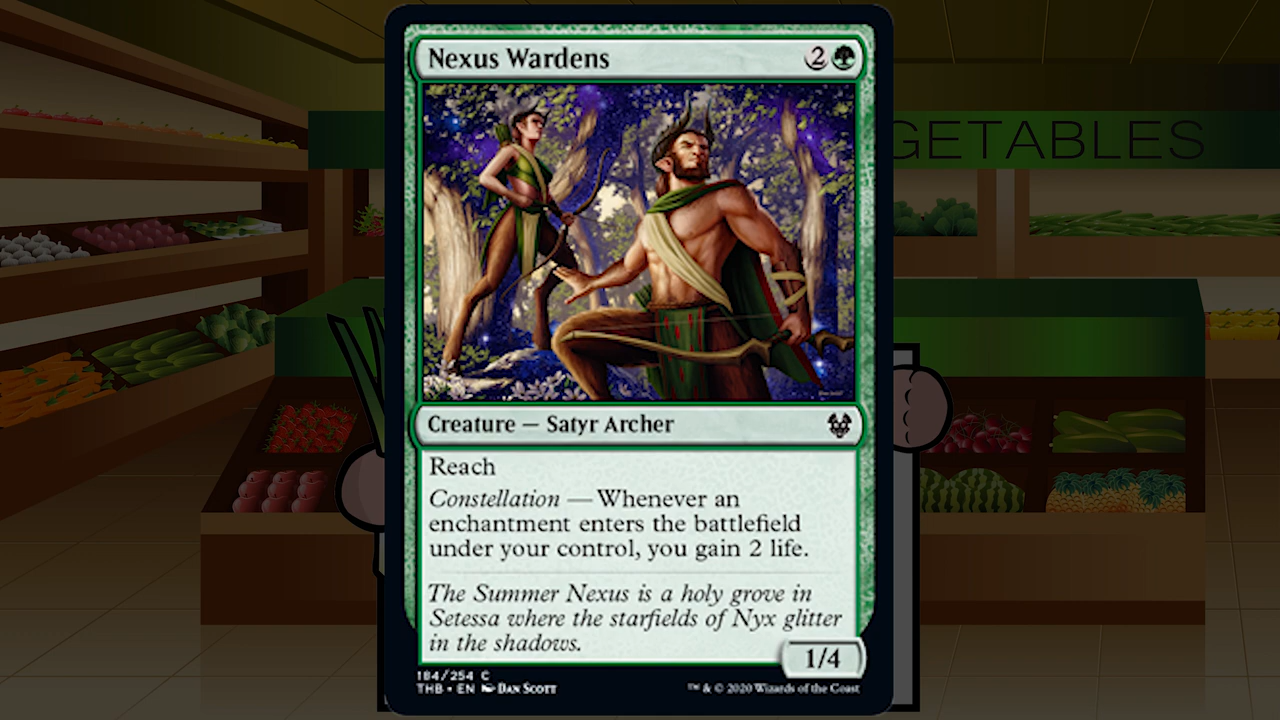 Nexus Wardens 2
GETABLES
Creature — Satyr Archer
Reach
Constellation — Whenever an
enchantment enters the battlefield
under your control, you gain 2 life.
The Summer Nexus is a holy grove in
Setessa where the starfields of Nyx glitter
in the shadows.
1/4
184/254 C
THB • EN DAN SCOTT
™ & © 2020 Wizards of the Coast